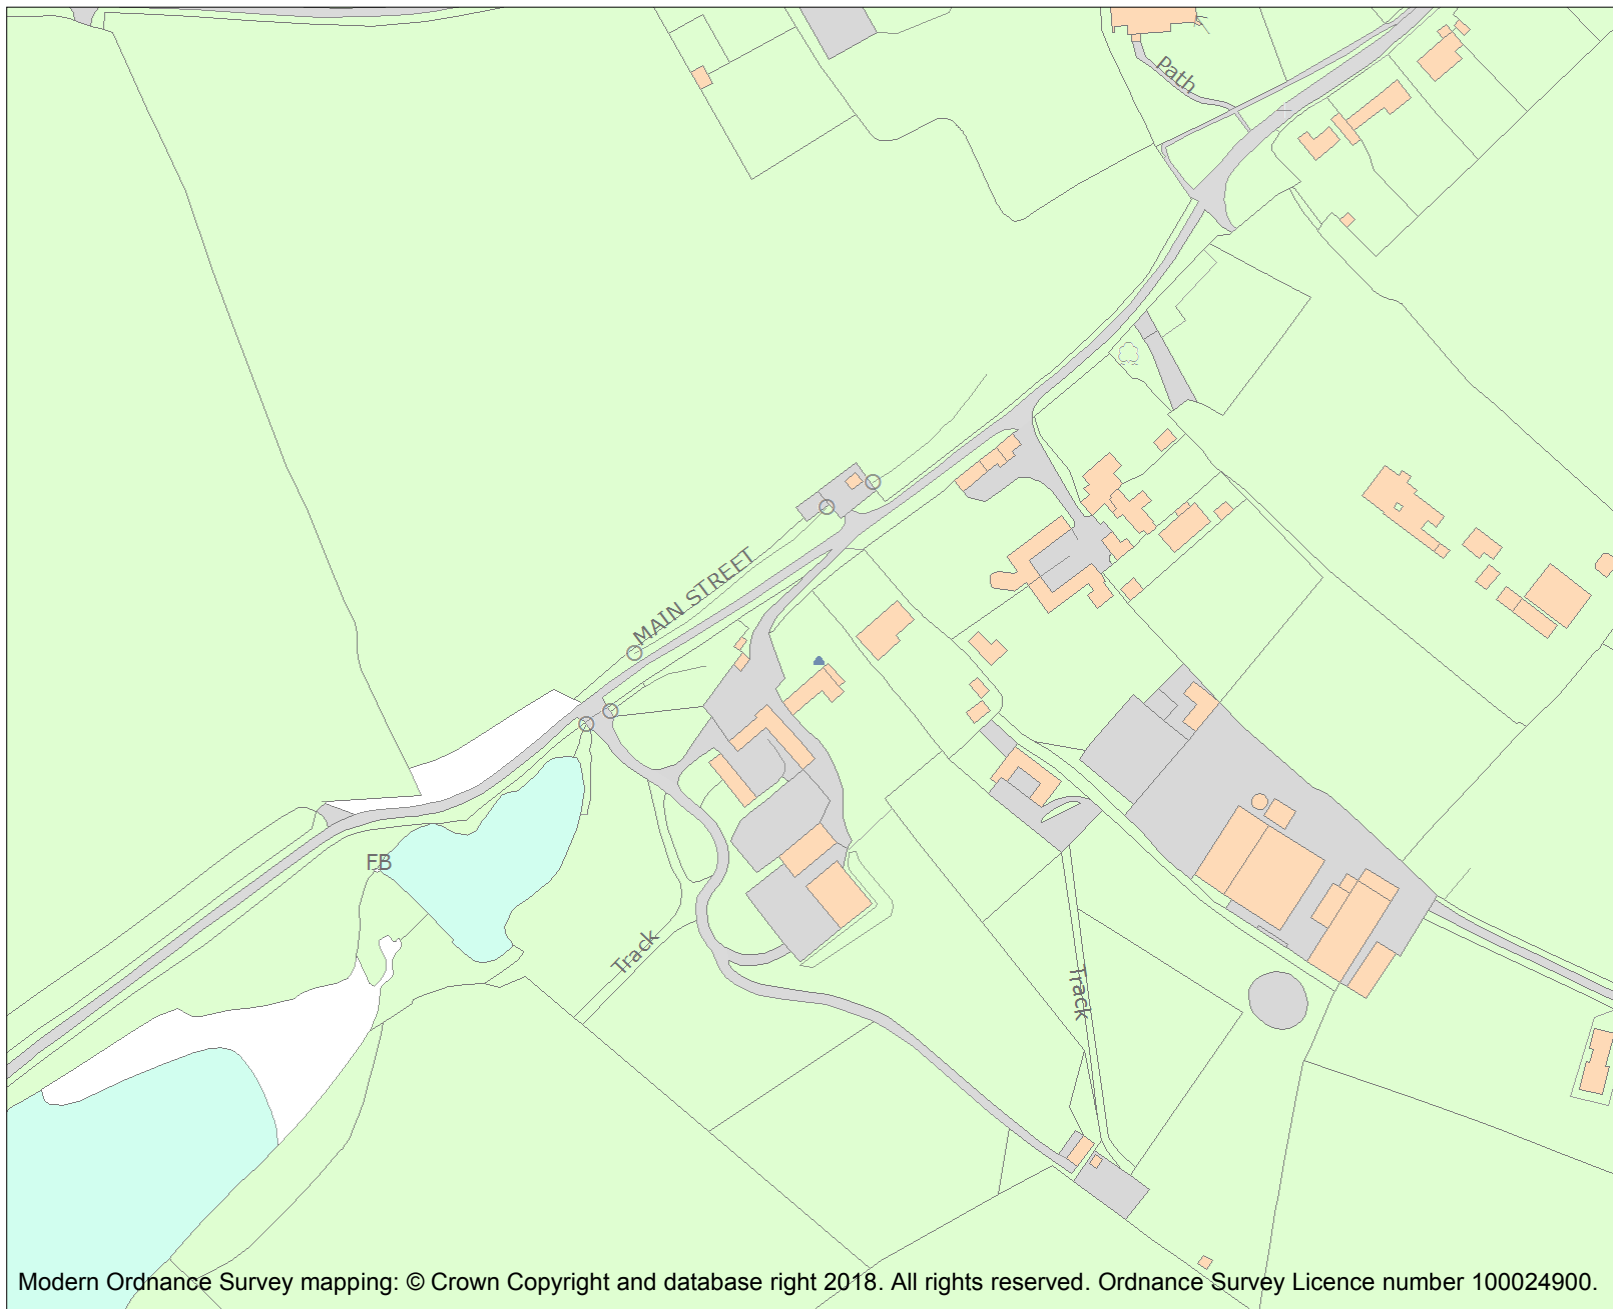 Path
MAIN STREET
FB
Track
Track
Modern Ordnance Survey mapping: © Crown Copyright and database right 2018. All rights reserved. Ordnance Survey Licence number 100024900.